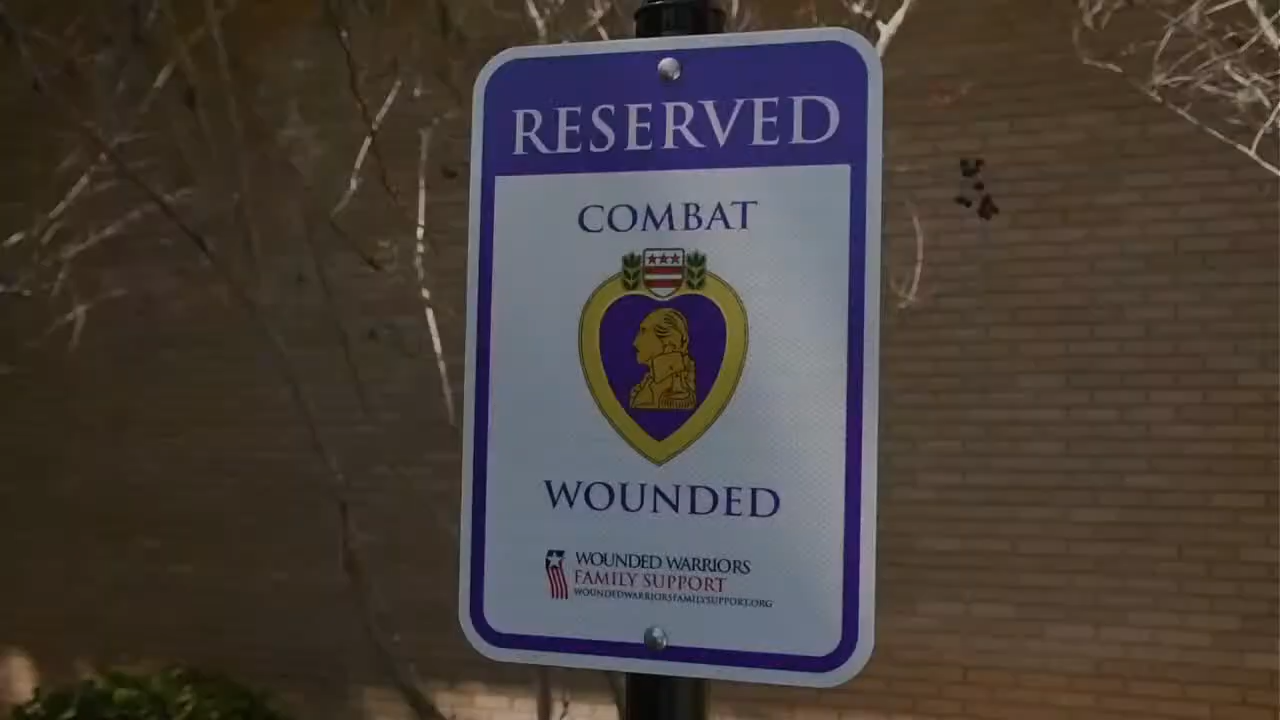 RESERVED
COMBAT
WOUNDED
WOUNDED WARRIORS
FAMILY SUPPORT
WOUNDEDWARRIORSFAMILYSUPPORT.ORG